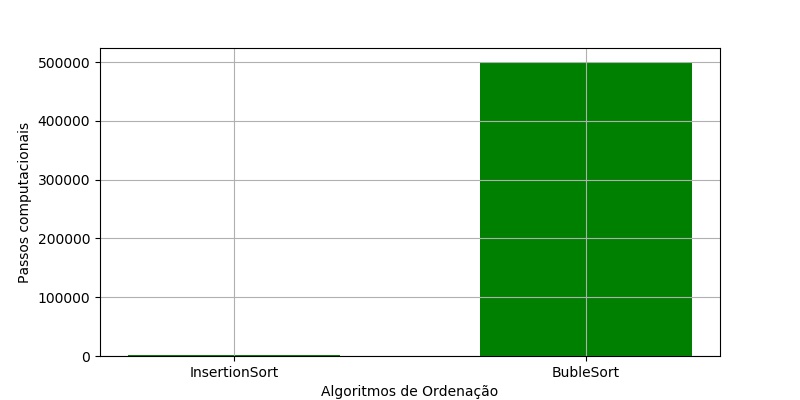 500000
400000
300000
200000
100000
0
Passos computacionais
InsertionSort
BubleSort
Algoritmos de Ordenação